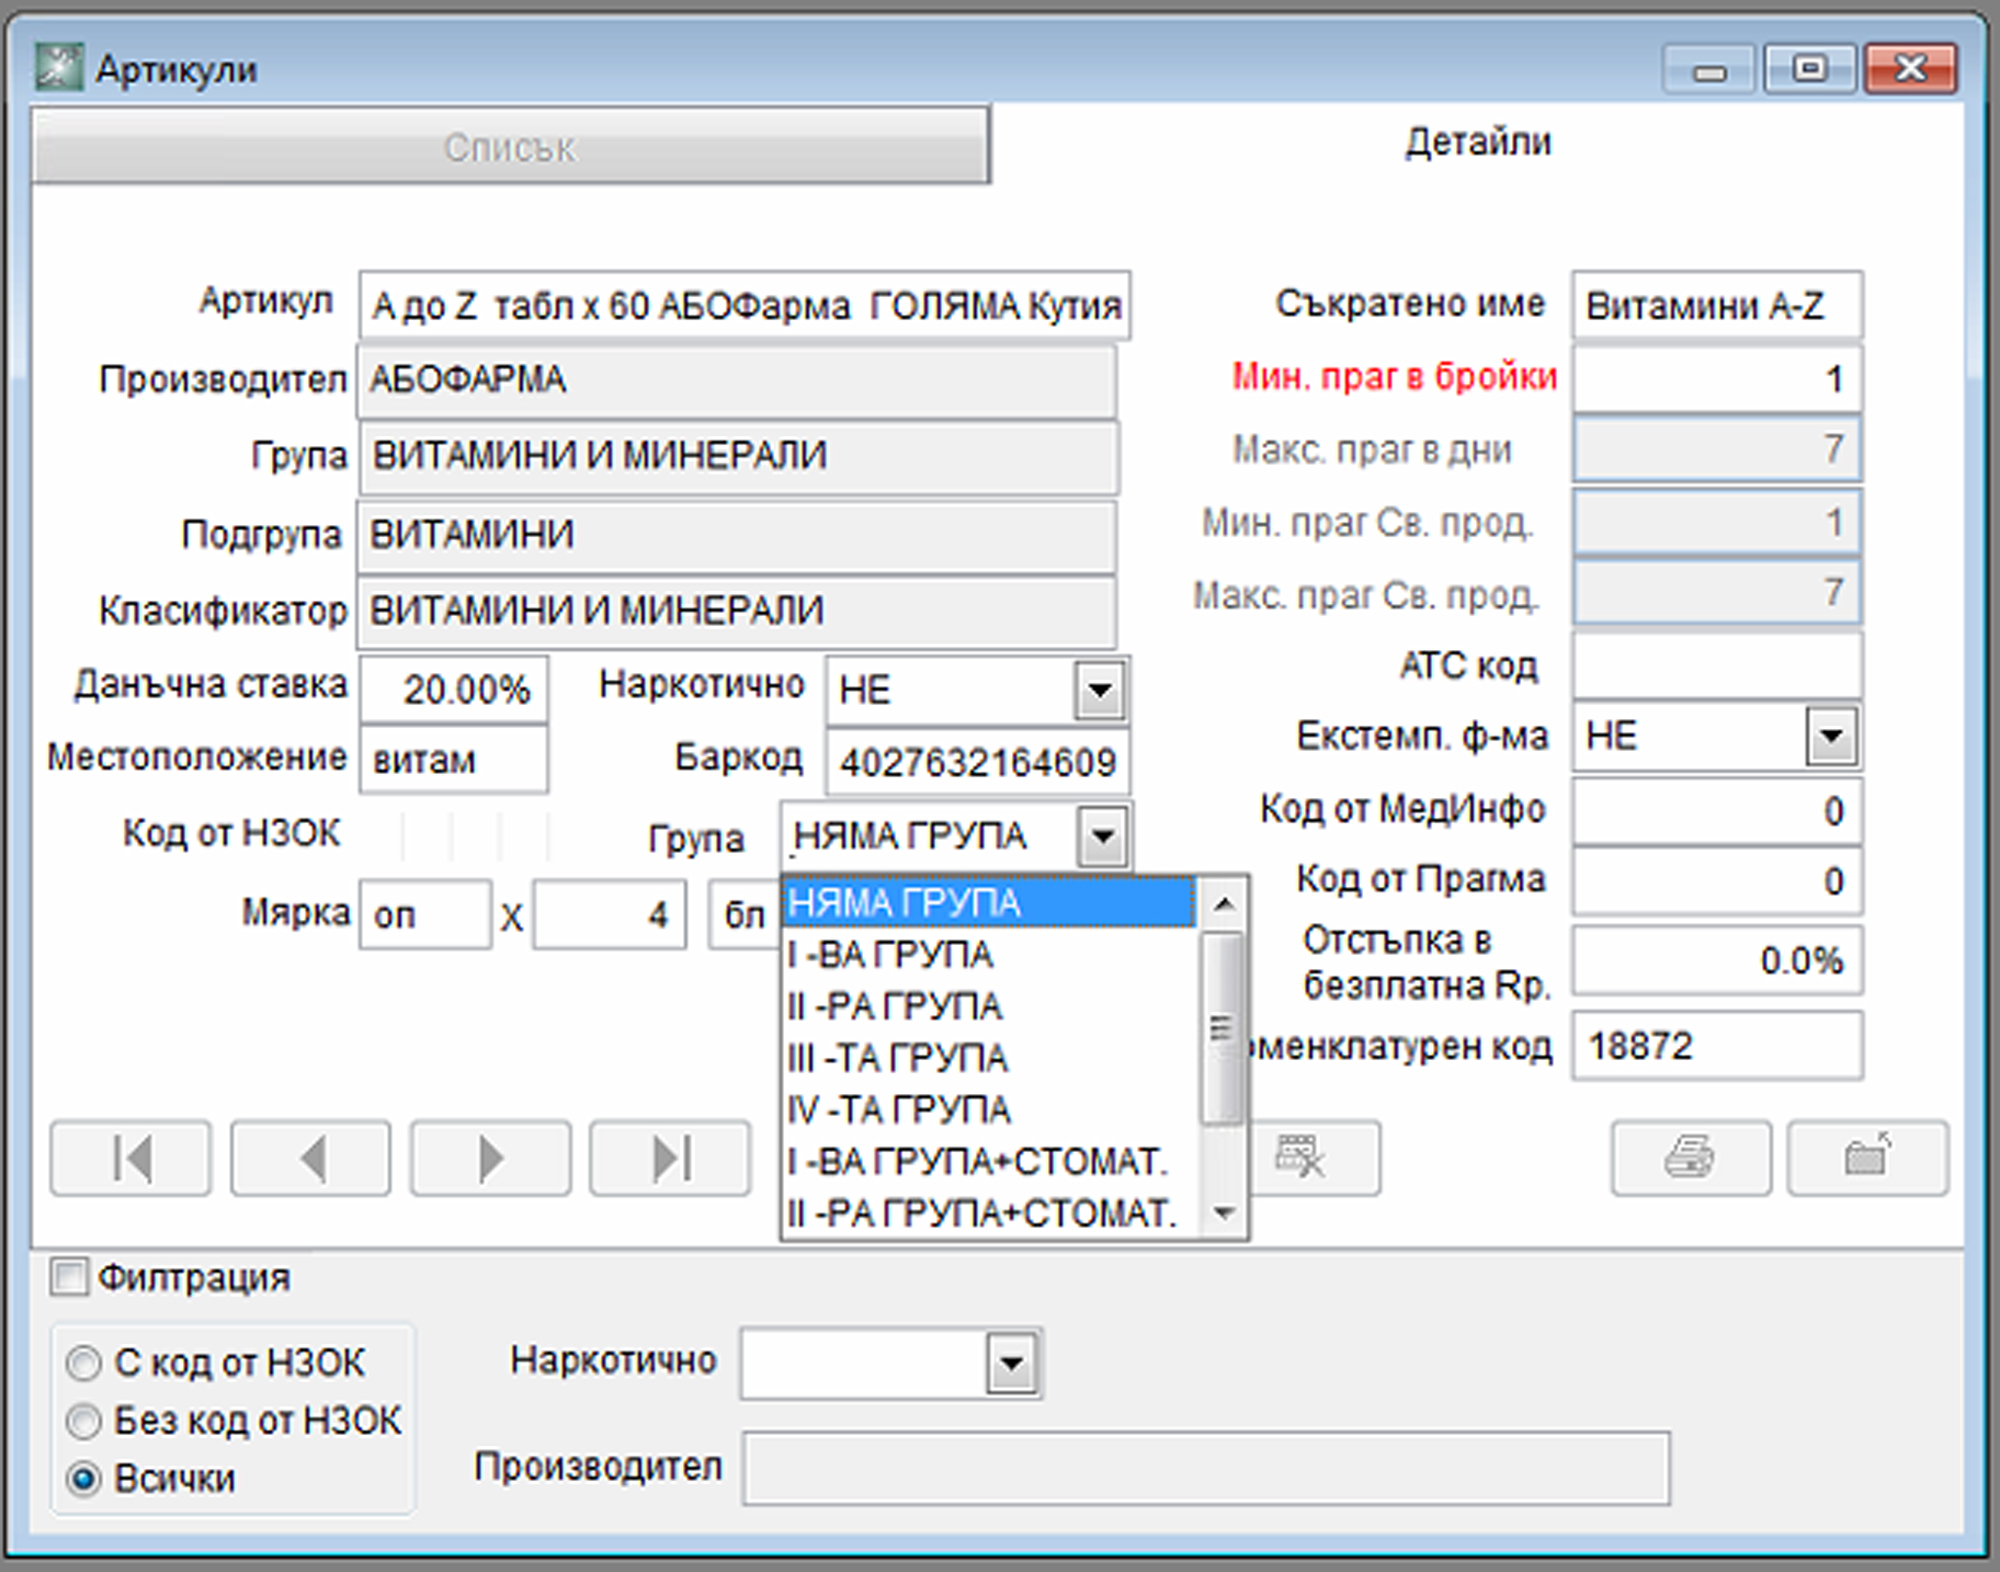 Артикули
Списък
Детайли
Артикул А до Z табл x 60 АБОФарма ГОЛЯМА Кутия
Съкратено име Витамини A-Z
Производител АБОФАРМА
Мин. праг в бройки 1
Група ВИТАМИНИ И МИНЕРАЛИ
Макс. праг в дни 7
Подгрупа ВИТАМИНИ
Мин. праг Св. прод. 1
Класификатор ВИТАМИНИ И МИНЕРАЛИ
Макс. праг Св. прод. 7
Данъчна ставка 20.00% Наркотично НЕ
АТС код
Местоположение витам Баркод 4027632164609
Екстемп. ф-ма НЕ
Код от НЗОК Група НЯМА ГРУПА
Код от МедИнфо 0
Мярка оп X 4 бл
Код от Прагма 0
НЯМА ГРУПА
I -ВА ГРУПА
II -РА ГРУПА
III -ТА ГРУПА
IV -ТА ГРУПА
I -ВА ГРУПА+СТОМАТ.
II -РА ГРУПА+СТОМАТ.
Отстъпка в
безплатна Rp. 0.0%
оменклатурен код 18872
Филтрация
С код от НЗОК
Без код от НЗОК
Всички
Наркотично
Производител